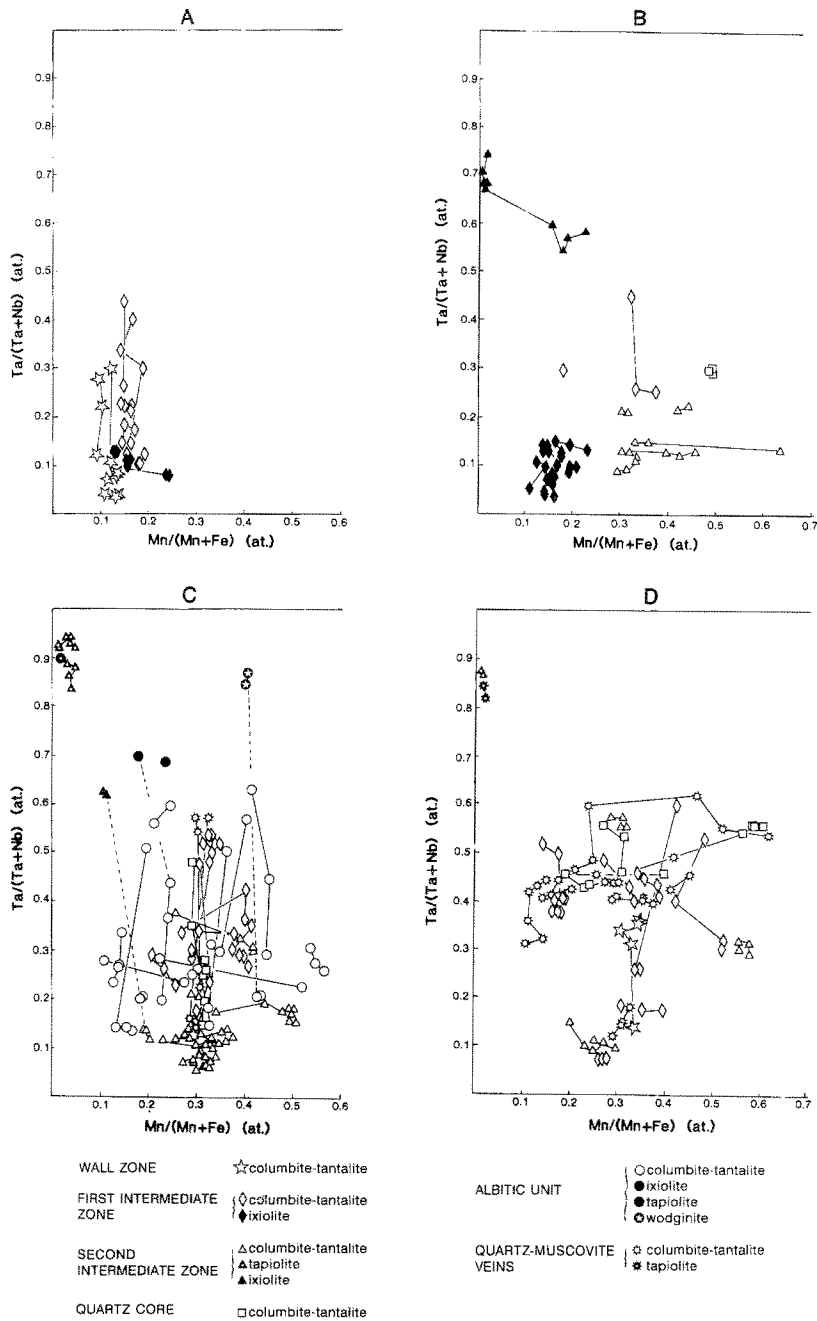 A
0.9
0.8
0.7
0.6
0.5
0.4
0.3
0.2
0.1
Ta/(Ta+Nb) (at.)
0.1 0.2 0.3 0.4 0.5 0.6
Mn/(Mn+Fe) (at.)
B
0.9
0.8
0.7
0.6
0.5
0.4
0.3
0.2
0.1
Ta/(Ta+Nb) (at.)
0.1 0.2 0.3 0.4 0.5 0.6 0.7
Mn/(Mn+Fe) (at.)
C
0.9
0.8
0.7
0.6
0.5
0.4
0.3
0.2
0.1
Ta/(Ta+Nb) (at.)
0.1 0.2 0.3 0.4 0.5 0.6
Mn/(Mn+Fe) (at.)
D
0.9
0.8
0.7
0.6
0.5
0.4
0.3
0.2
0.1
Ta/(Ta+Nb) (at.)
0.1 0.2 0.3 0.4 0.5 0.6 0.7
Mn/(Mn+Fe) (at.)
WALL ZONE
columbite-tantalite
FIRST INTERMEDIATE
ZONE
columbite-tantalite
ixiolite
SECOND
INTERMEDIATE ZONE
columbite-tantalite
tapiolite
ixiolite
QUARTZ CORE
columbite-tantalite
ALBITIC UNIT
columbite-tantalite
ixiolite
tapiolite
wodginite
QUARTZ-MUSCOVITE
VEINS
columbite-tantalite
tapiolite